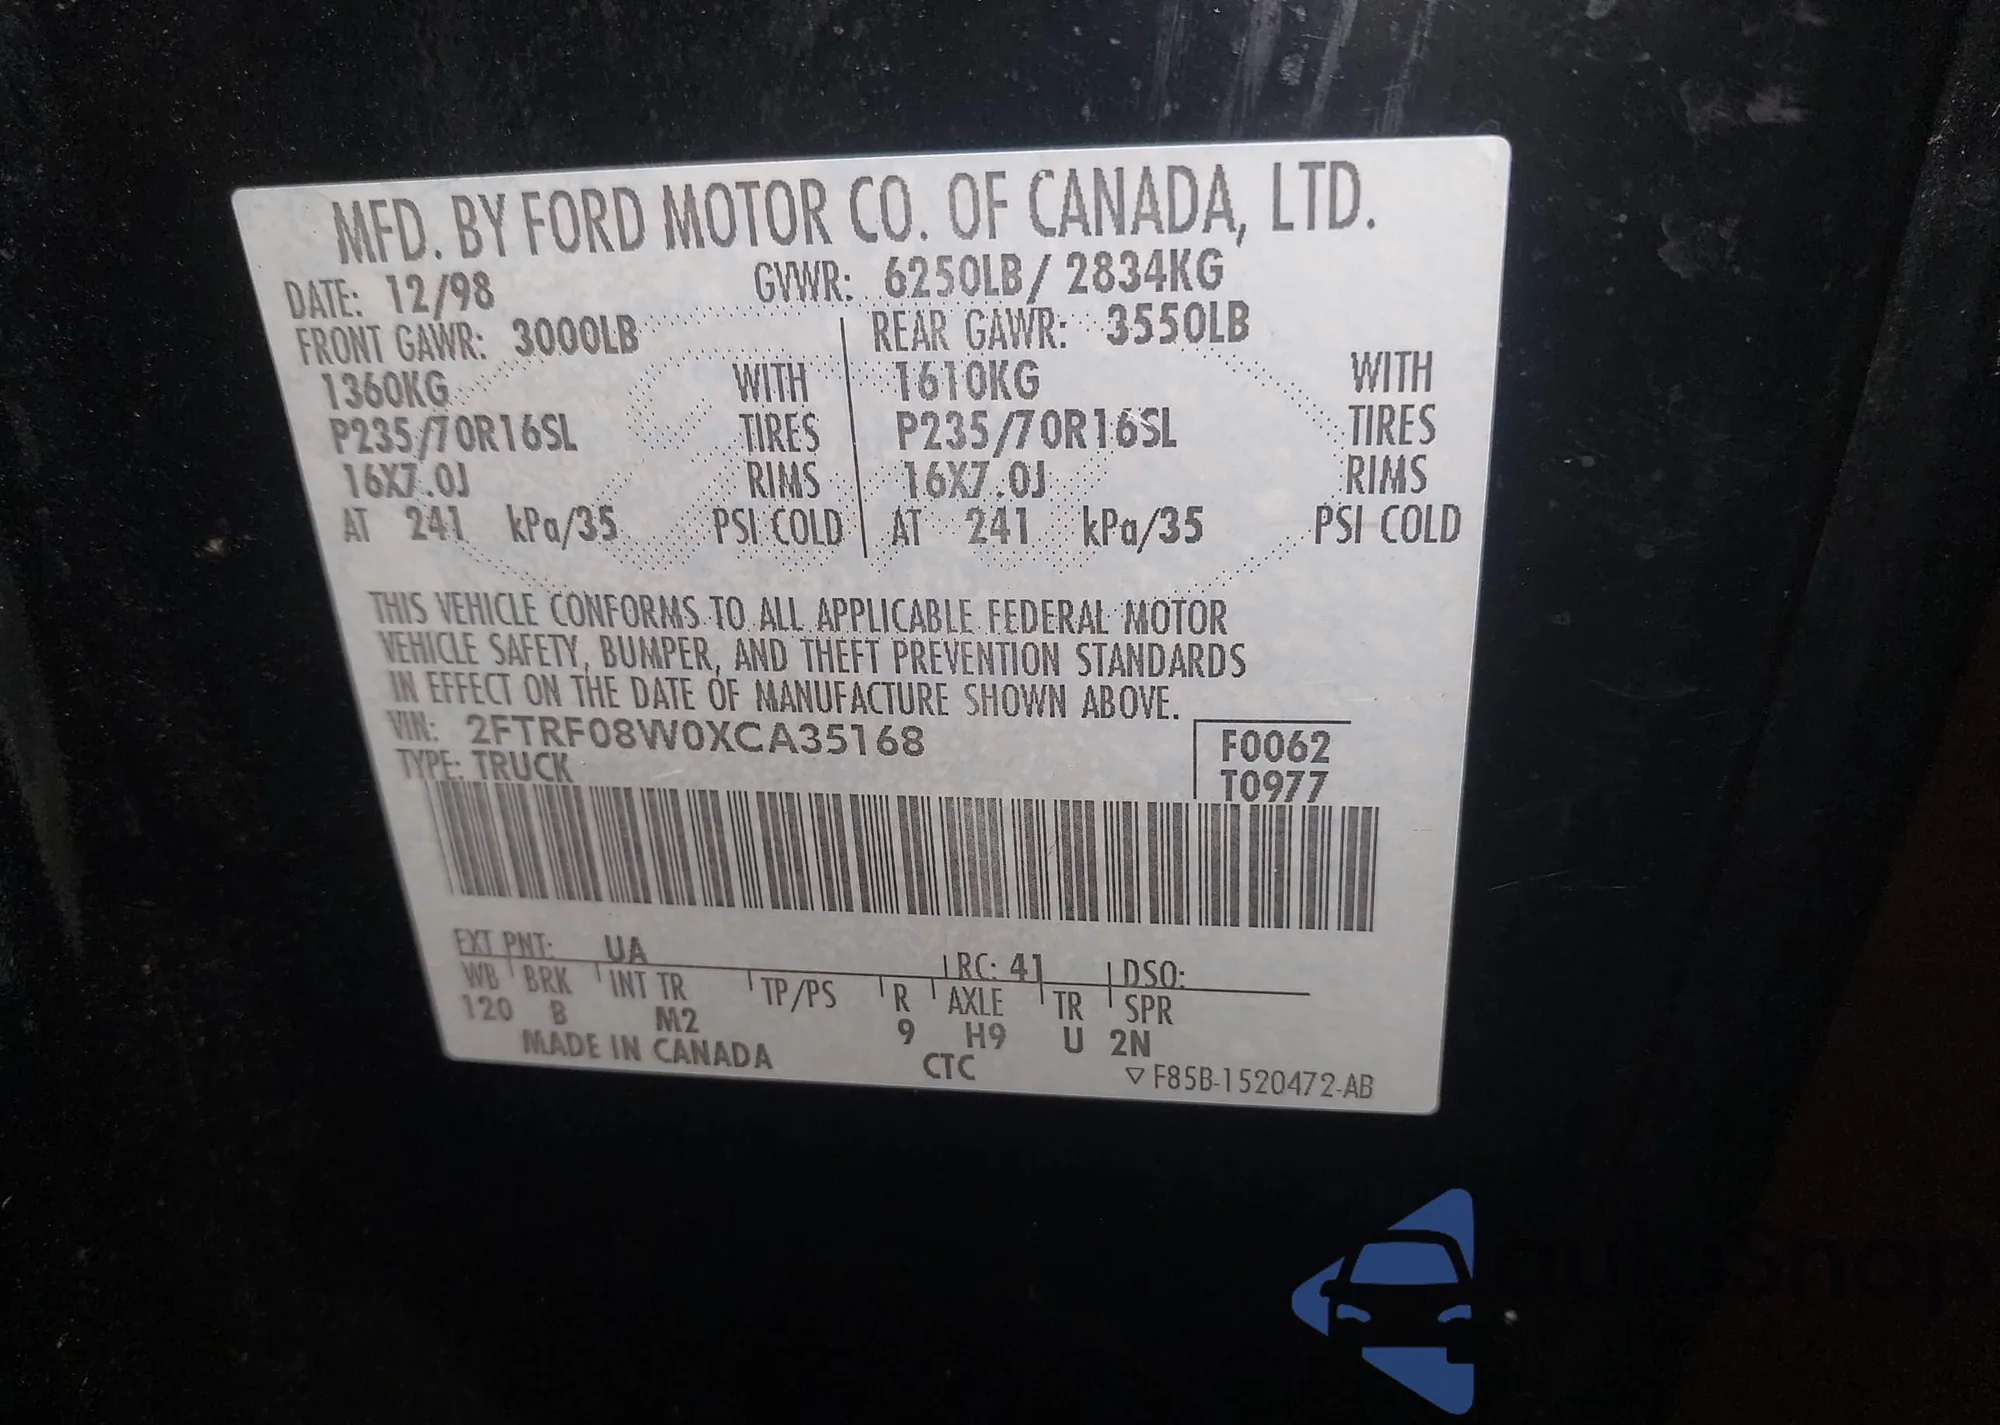 MFD. BY FORD MOTOR CO. OF CANADA, LTD.
DATE: 12/98 GVWR: 6250LB/ 2834KG
FRONT GAWR: 3000LB REAR GAWR: 3550LB
1360KG WITH 1610KG WITH
P235/70R16SL TIRES P235/70R16SL TIRES
16X7.0J RIMS 16X7.0J RIMS
AT 241 kPa/35 PSI COLD AT 241 kPa/35 PSI COLD
THIS VEHICLE CONFORMS TO ALL APPLICABLE FEDERAL MOTOR
VEHICLE SAFETY, BUMPER, AND THEFT PREVENTION STANDARDS
IN EFFECT ON THE DATE OF MANUFACTURE SHOWN ABOVE.
VIN: 2FTRF08W0XCA35168 F0062
TYPE: TRUCK T0977
EXT PNT: UA RC: 41 DSO:
WB BRK INT TR TP/PS R AXLE TR SPR
120 B M2 9 H9 U 2N
MADE IN CANADA CTC ▽ F85B-1520472-AB